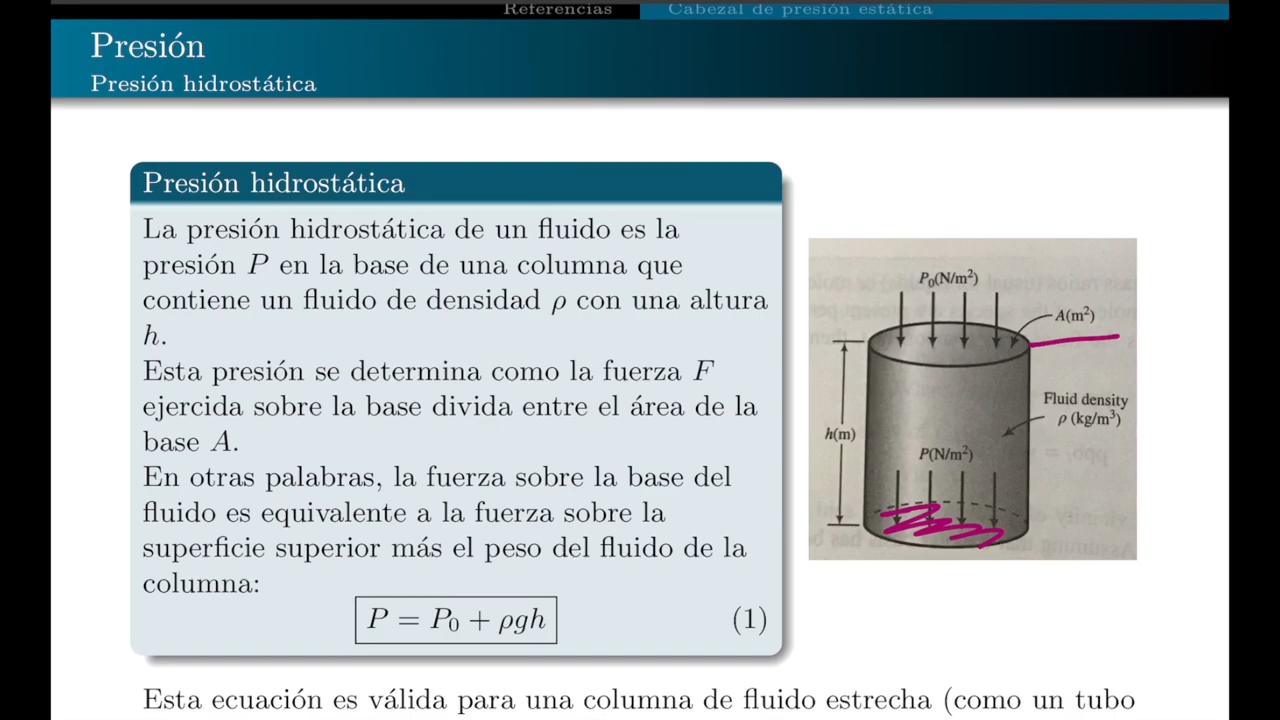 Referencias
Cabezal de presión estática
Presión
Presión hidrostática
Presión hidrostática
La presión hidrostática de un fluido es la
presión P en la base de una columna que
contiene un fluido de densidad ρ con una altura
h.
Esta presión se determina como la fuerza F
ejercida sobre la base divida entre el área de la
base A.
En otras palabras, la fuerza sobre la base del
fluido es equivalente a la fuerza sobre la
superficie superior más el peso del fluido de la
columna:
P = P₀ + ρgh (1)
P₀(N/m²)
A(m²)
Fluid density
ρ (kg/m³)
h(m)
P(N/m²)
Esta ecuación es válida para una columna de fluido estrecha (como un tubo